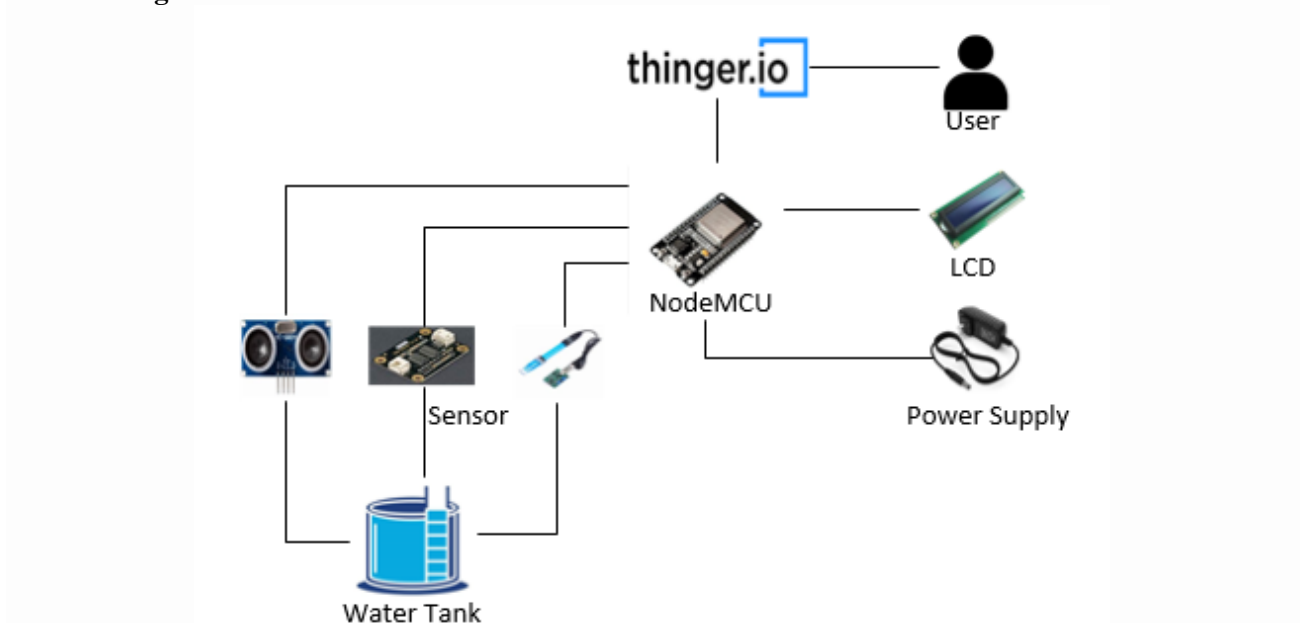 thinger.io
User
LCD
NodeMCU
Sensor
Power Supply
Water Tank